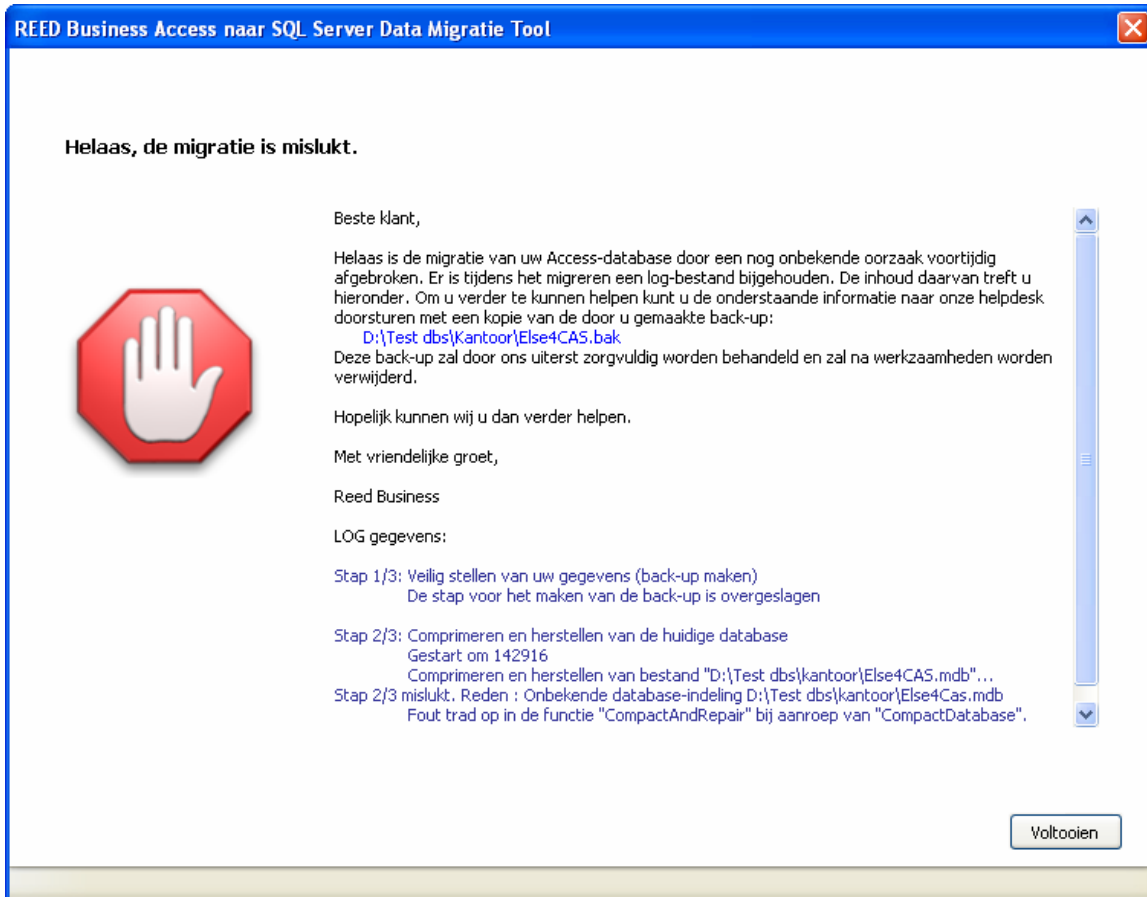 REED Business Access naar SQL Server Data Migratie Tool
Helaas, de migratie is mislukt.
Beste klant,
Helaas is de migratie van uw Access-database door een nog onbekende oorzaak voortijdig
afgebroken. Er is tijdens het migreren een log-bestand bijgehouden. De inhoud daarvan treft u
hieronder. Om u verder te kunnen helpen kunt u de onderstaande informatie naar onze helpdesk
doorsturen met een kopie van de door u gemaakte back-up:
D:\Test dbs\Kantoor\Else4CAS.bak
Deze back-up zal door ons uiterst zorgvuldig worden behandeld en zal na werkzaamheden worden
verwijderd.
Hopelijk kunnen wij u dan verder helpen.
Met vriendelijke groet,
Reed Business
LOG gegevens:
Stap 1/3: Veilig stellen van uw gegevens (back-up maken)
De stap voor het maken van de back-up is overgeslagen
Stap 2/3: Comprimeren en herstellen van de huidige database
Gestart om 142916
Comprimeren en herstellen van bestand "D:\Test dbs\kantoor\Else4CAS.mdb"...
Stap 2/3 mislukt. Reden : Onbekende database-indeling D:\Test dbs\kantoor\Else4Cas.mdb
Fout trad op in de functie "CompactAndRepair" bij aanroep van "CompactDatabase".
Voltooien